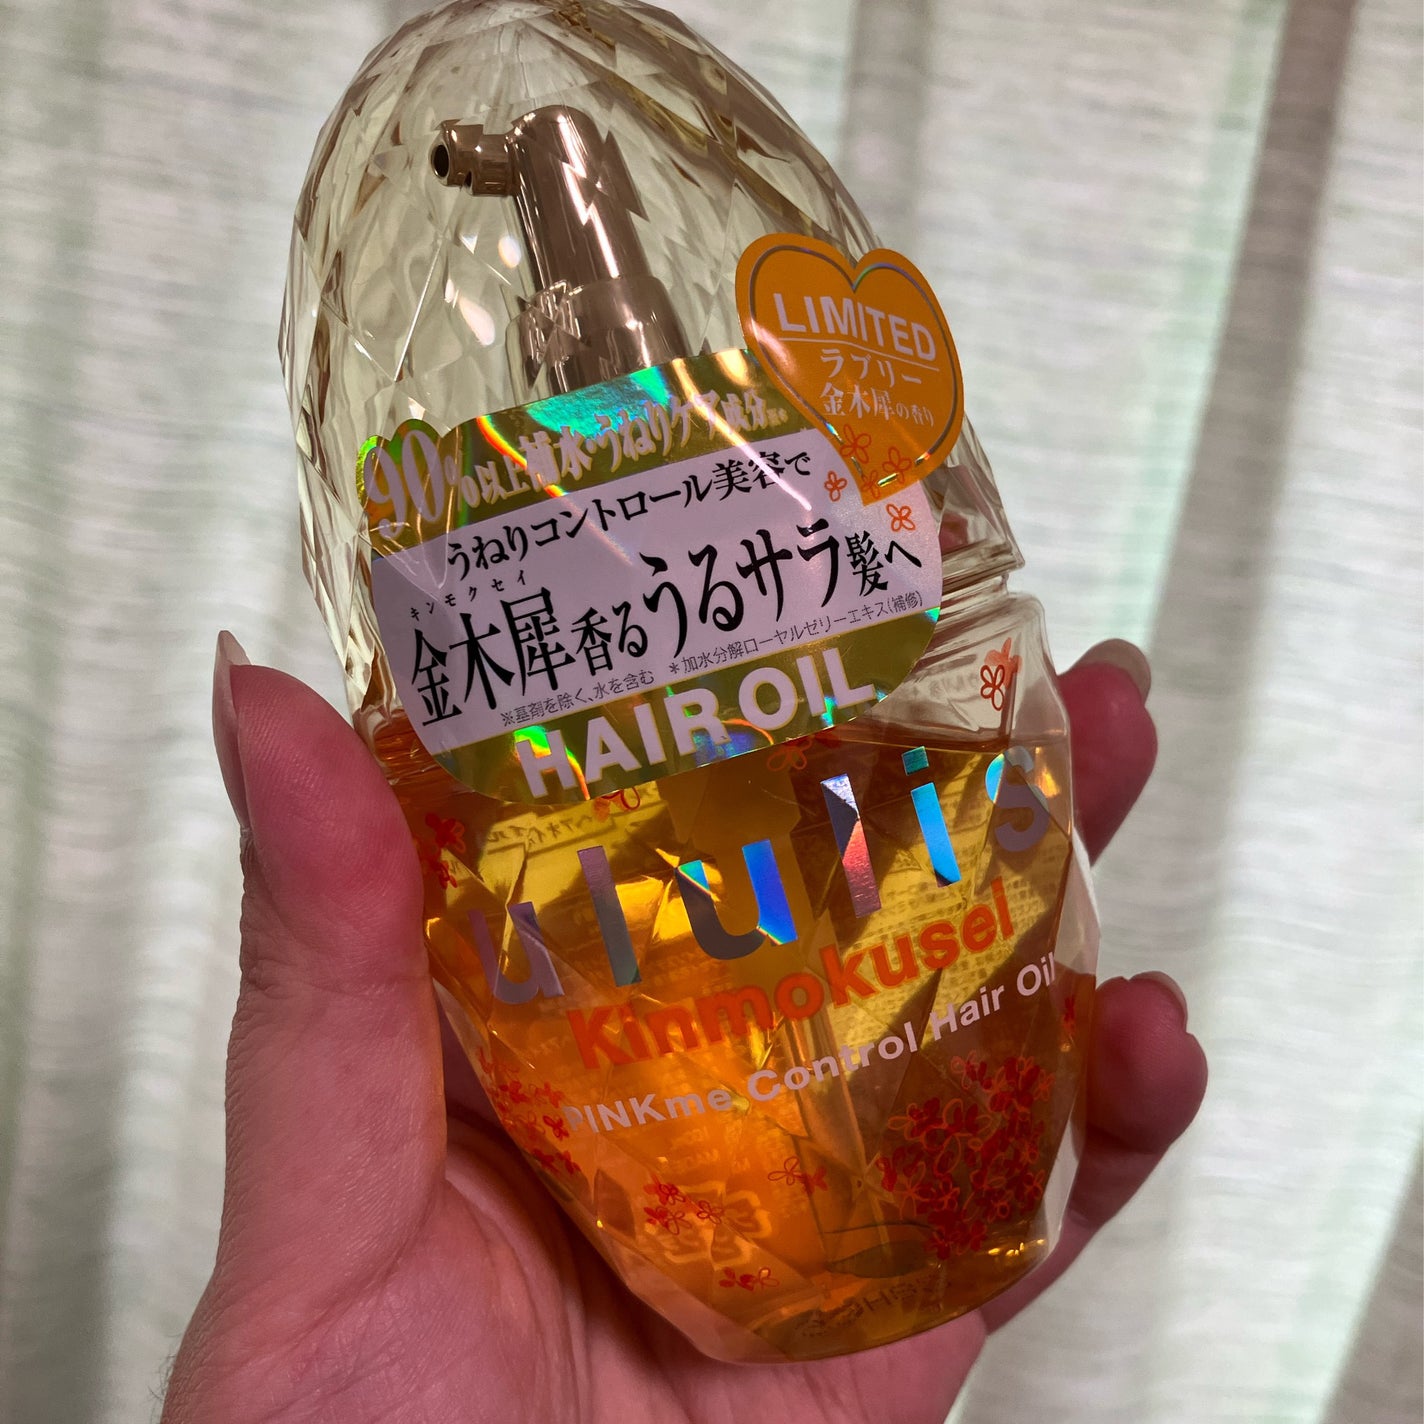 LIMITED
ラブリー
金木犀の香り
90%以上補水・うねりケア成分
うねりコントロール美容で
キンモクセイ
金木犀香るうるサラ髪へ
※基剤を除く、水を含む *加水分解ローヤルゼリーエキス(補修)
HAIR OIL
ululis
Kinmokusei
PINKme Control Hair Oil